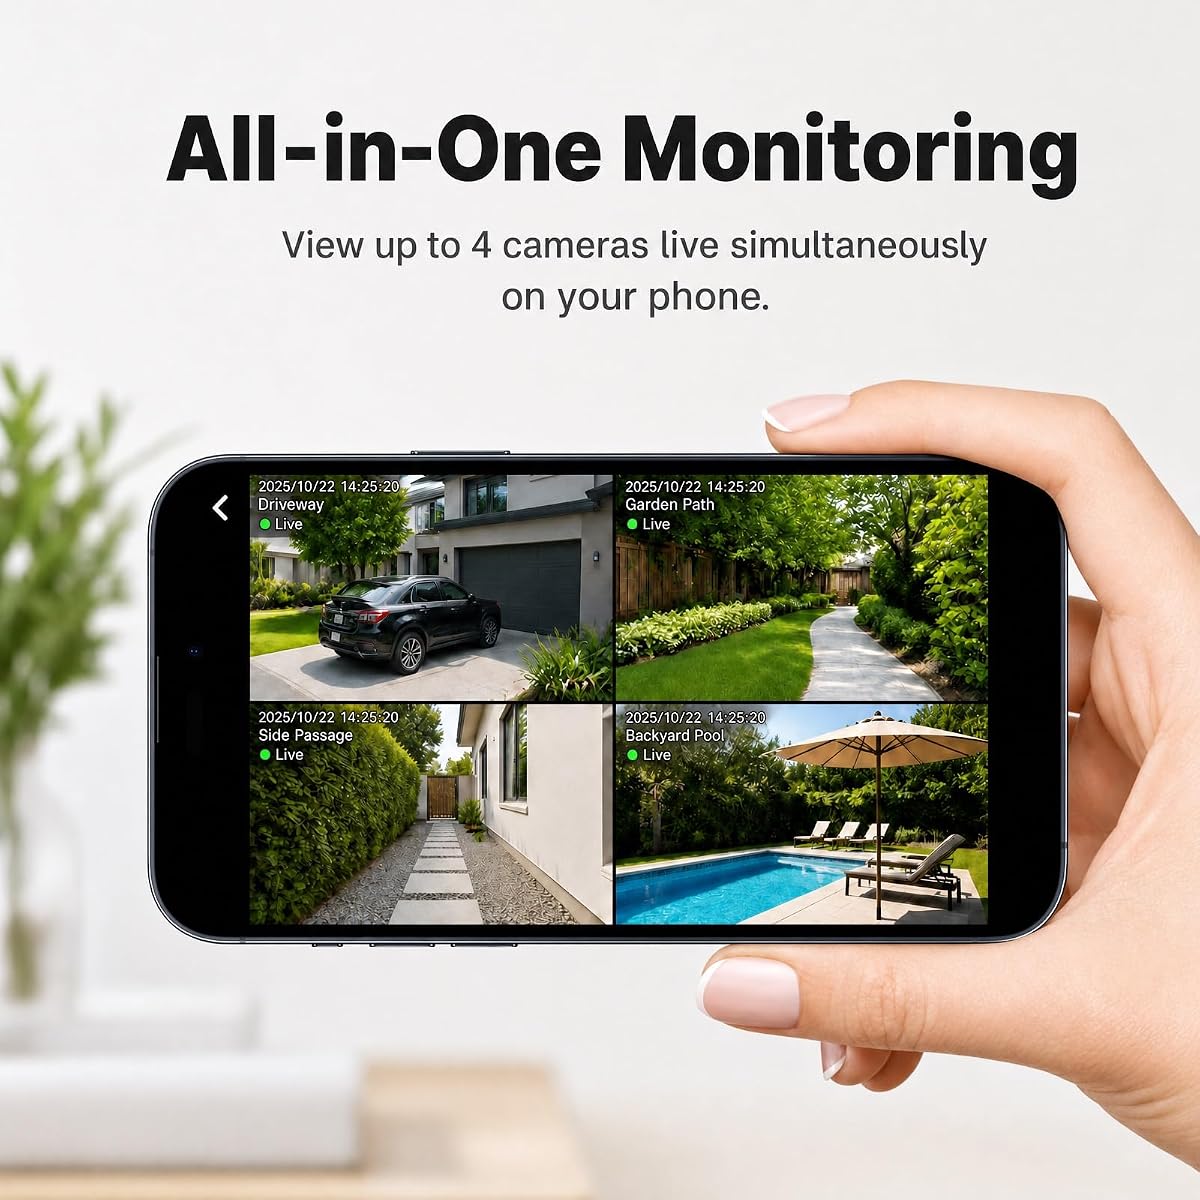 All-in-One Monitoring
View up to 4 cameras live simultaneously
on your phone.
2025/10/22 14:25:20
Driveway
Live
2025/10/22 14:25:20
Garden Path
Live
2025/10/22 14:25:20
Side Passage
Live
2025/10/22 14:25:20
Backyard Pool
Live